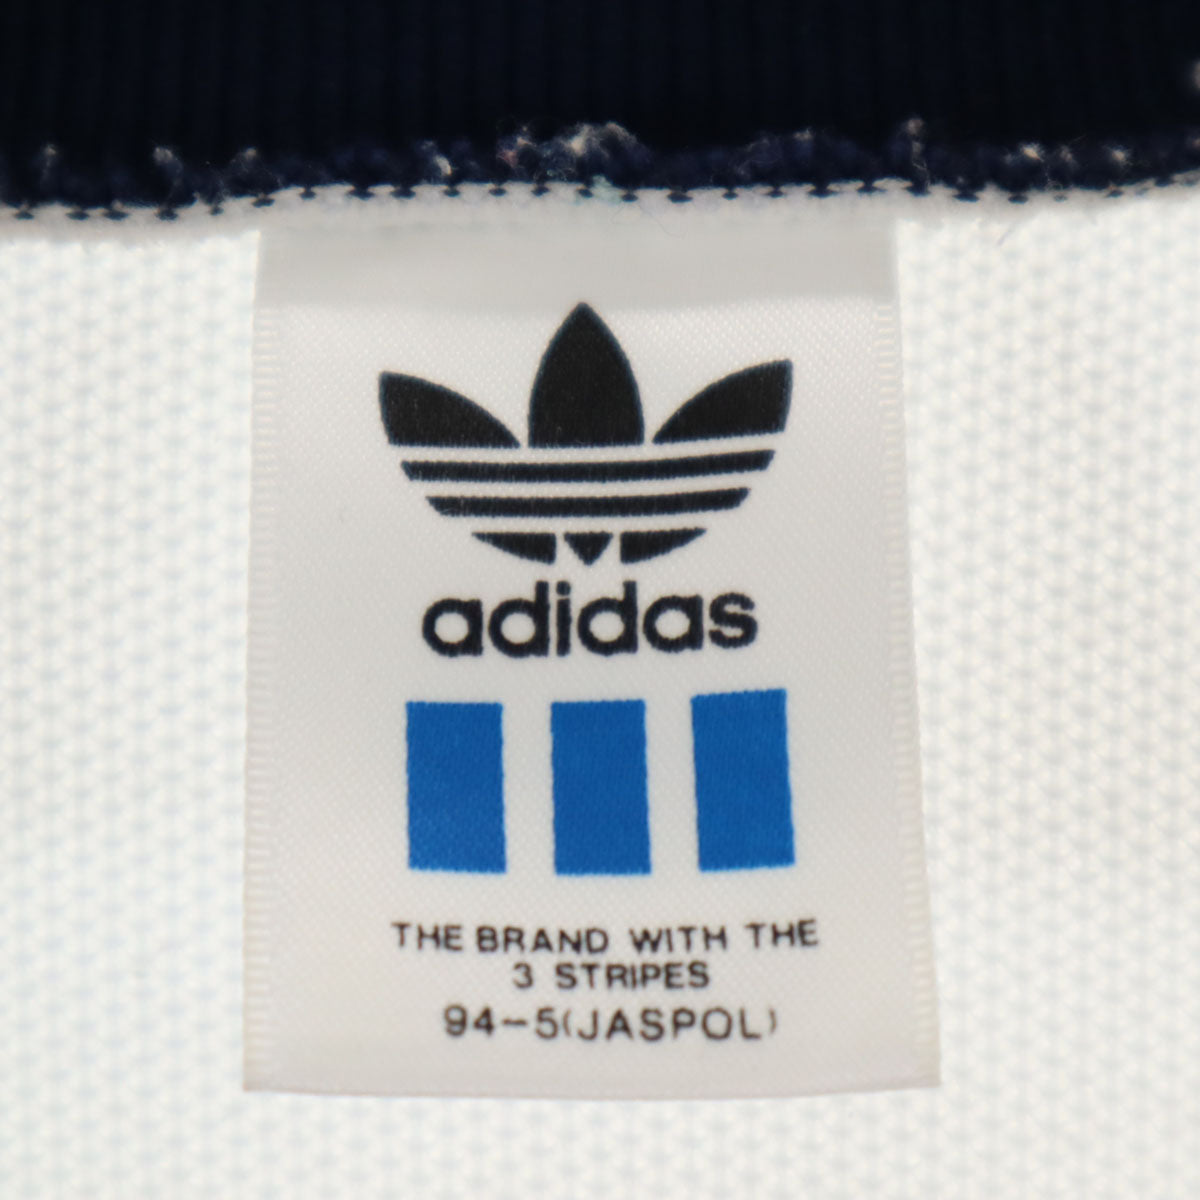 adidas
THE BRAND WITH THE
3 STRIPES
94-5(JASPOL)